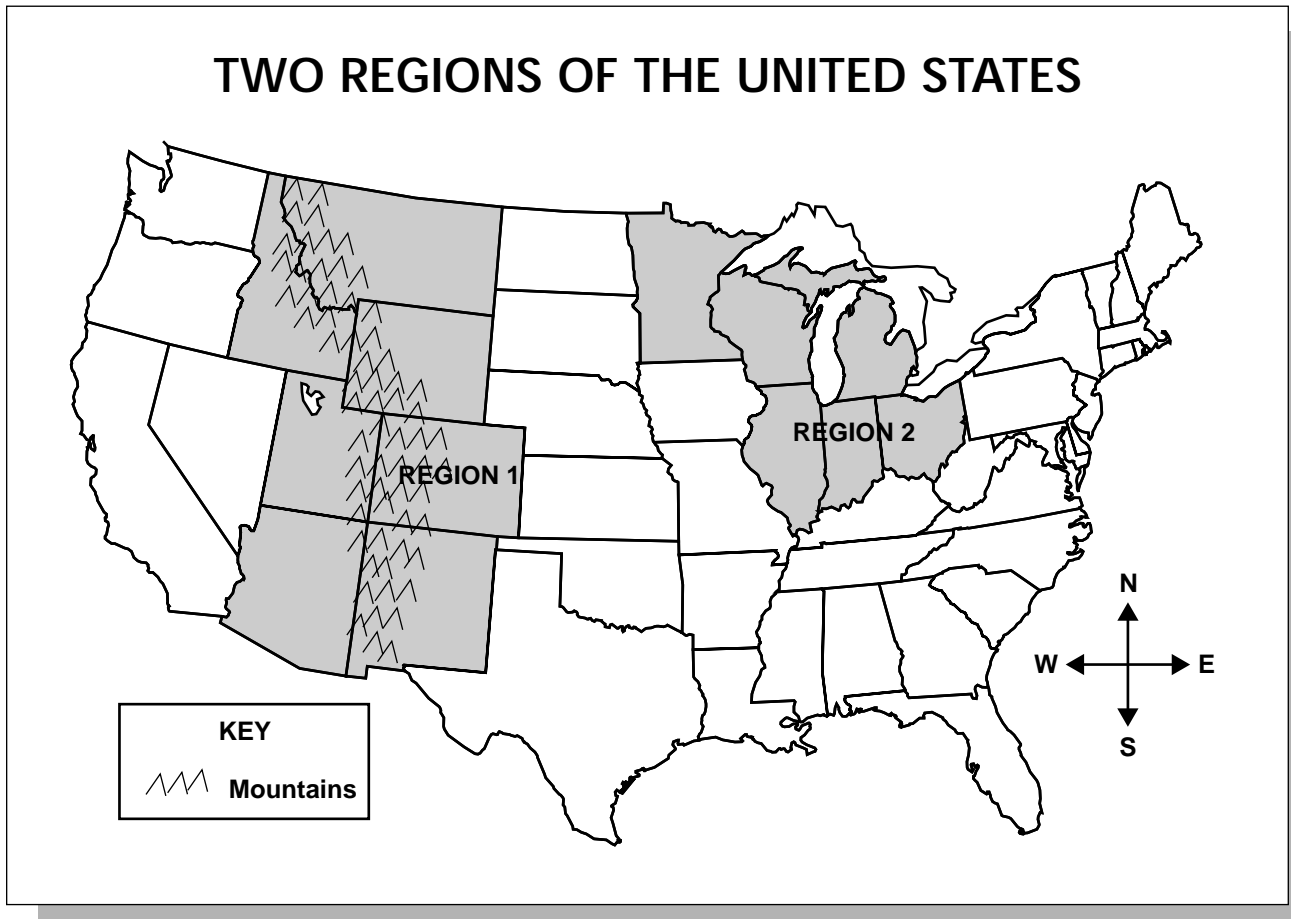 TWO REGIONS OF THE UNITED STATES
REGION 2
REGION 1
N
W E
S
KEY
Mountains